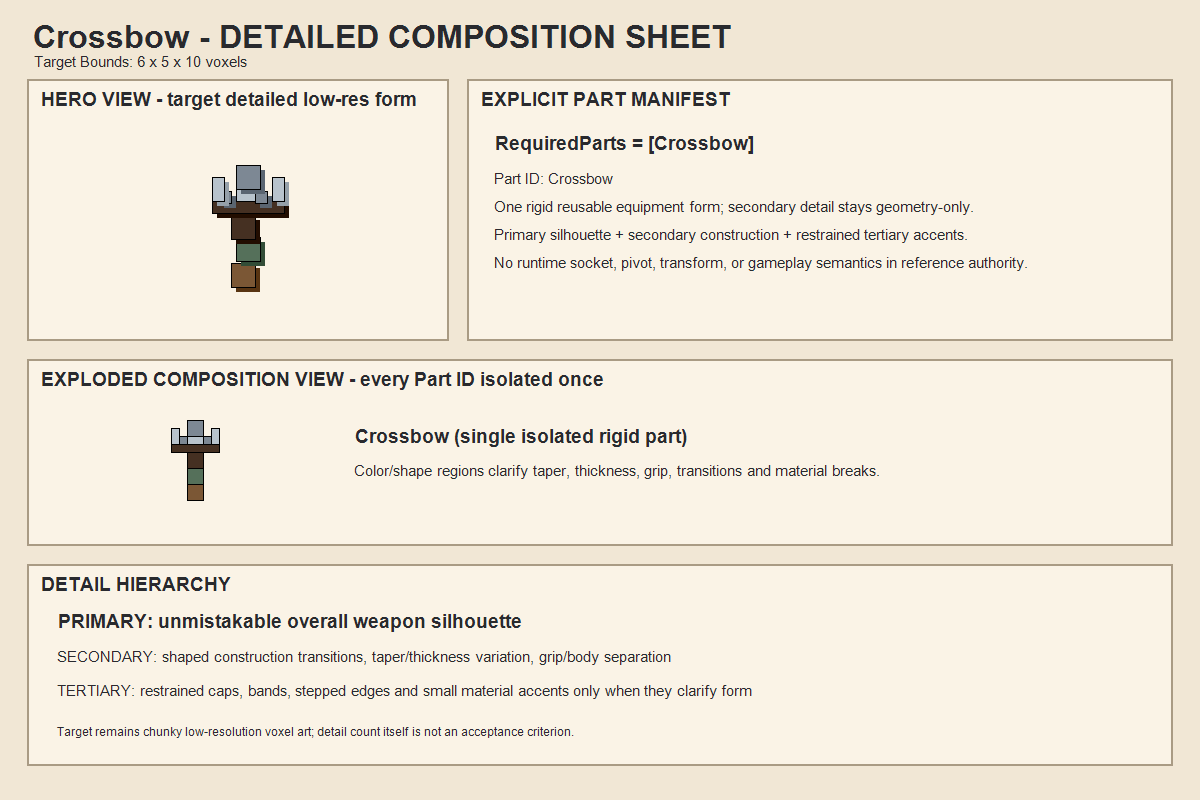 Crossbow - DETAILED COMPOSITION SHEET
Target Bounds: 6 x 5 x 10 voxels
HERO VIEW - target detailed low-res form
EXPLICIT PART MANIFEST
RequiredParts = [Crossbow]
Part ID: Crossbow
One rigid reusable equipment form; secondary detail stays geometry-only.
Primary silhouette + secondary construction + restrained tertiary accents.
No runtime socket, pivot, transform, or gameplay semantics in reference authority.
EXPLODED COMPOSITION VIEW - every Part ID isolated once
Crossbow (single isolated rigid part)
Color/shape regions clarify taper, thickness, grip, transitions and material breaks.
DETAIL HIERARCHY
PRIMARY: unmistakable overall weapon silhouette
SECONDARY: shaped construction transitions, taper/thickness variation, grip/body separation
TERTIARY: restrained caps, bands, stepped edges and small material accents only when they clarify form
Target remains chunky low-resolution voxel art; detail count itself is not an acceptance criterion.